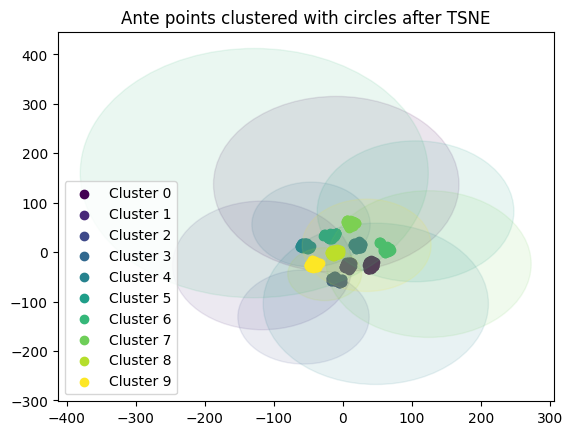 Ante points clustered with circles after TSNE
400
300
200
100
0
−100
−200
−300
Cluster 0
Cluster 1
Cluster 2
Cluster 3
Cluster 4
Cluster 5
Cluster 6
Cluster 7
Cluster 8
Cluster 9
−400 −300 −200 −100 0 100 200 300